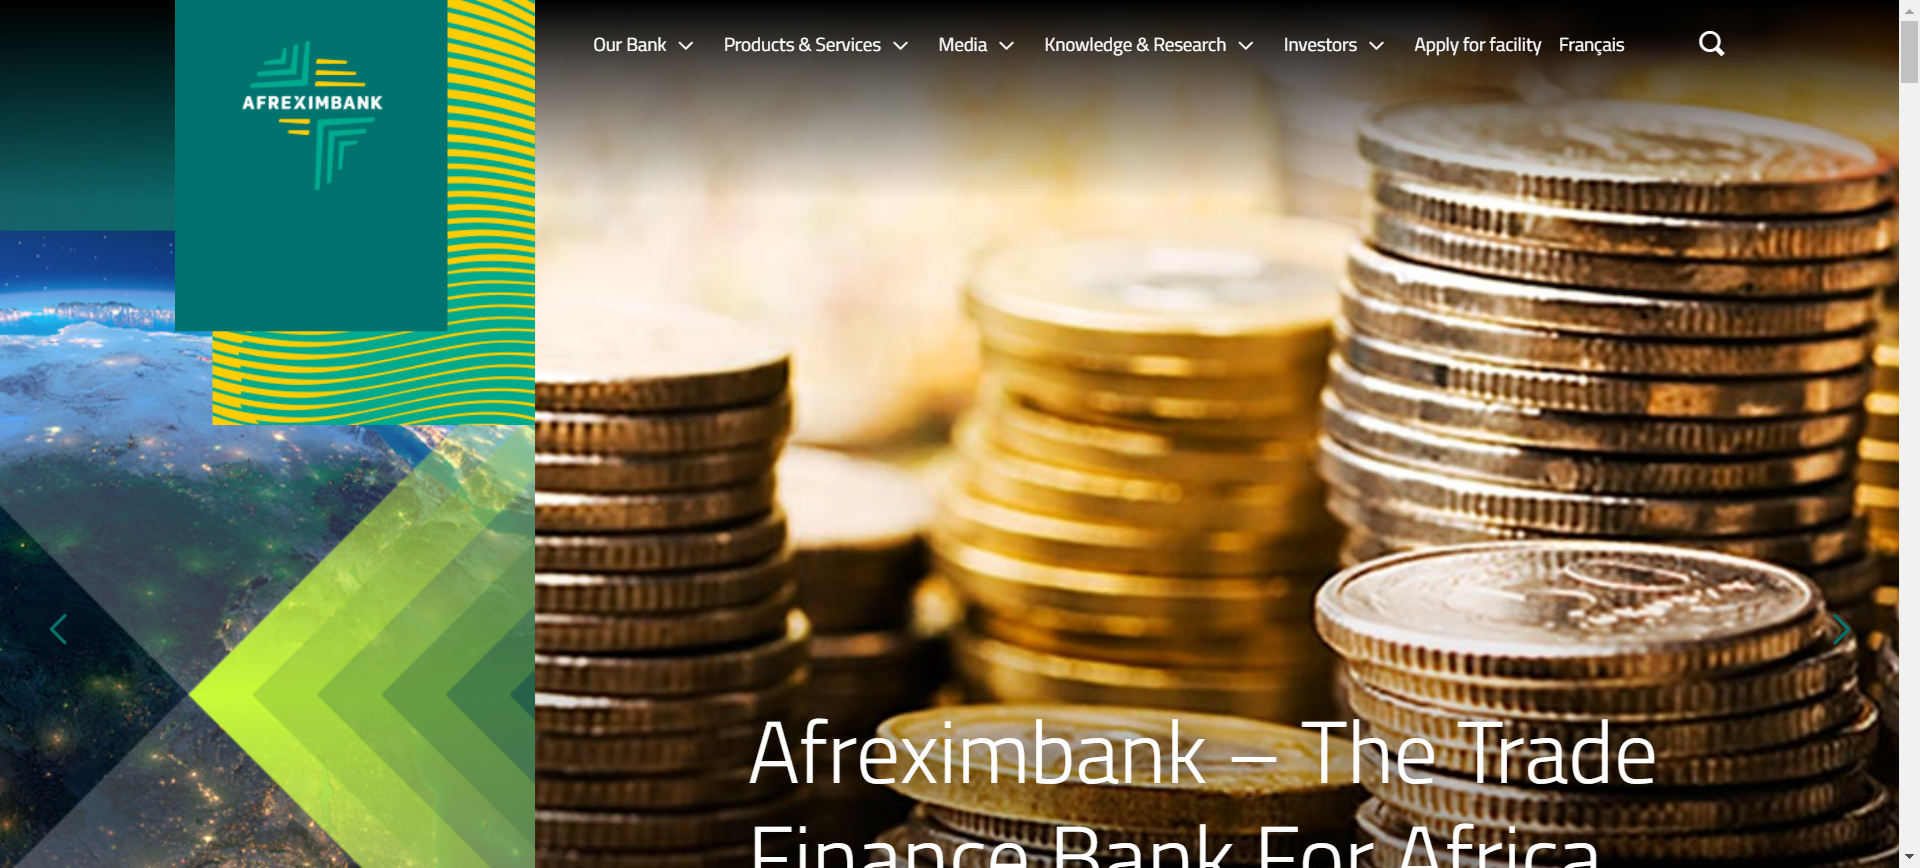 AFREXIMBANK
Our Bank Products & Services Media Knowledge & Research Investors Apply for facility Français
Afreximbank – The Trade
Finance Bank For Africa